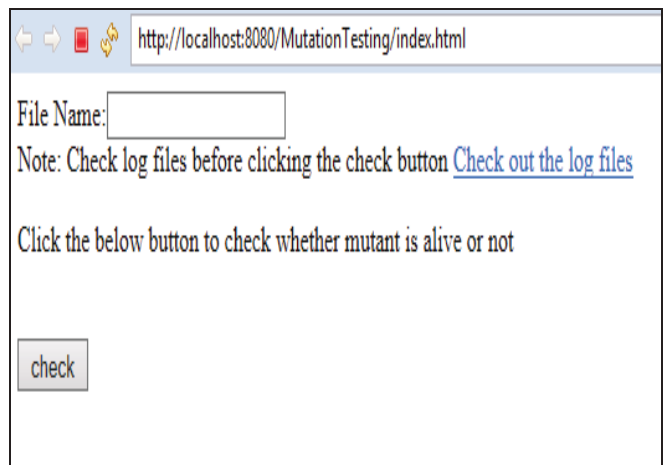 http://localhost:8080/MutationTesting/index.html
File Name:
Note: Check log files before clicking the check button Check out the log files
Click the below button to check whether mutant is alive or not
check